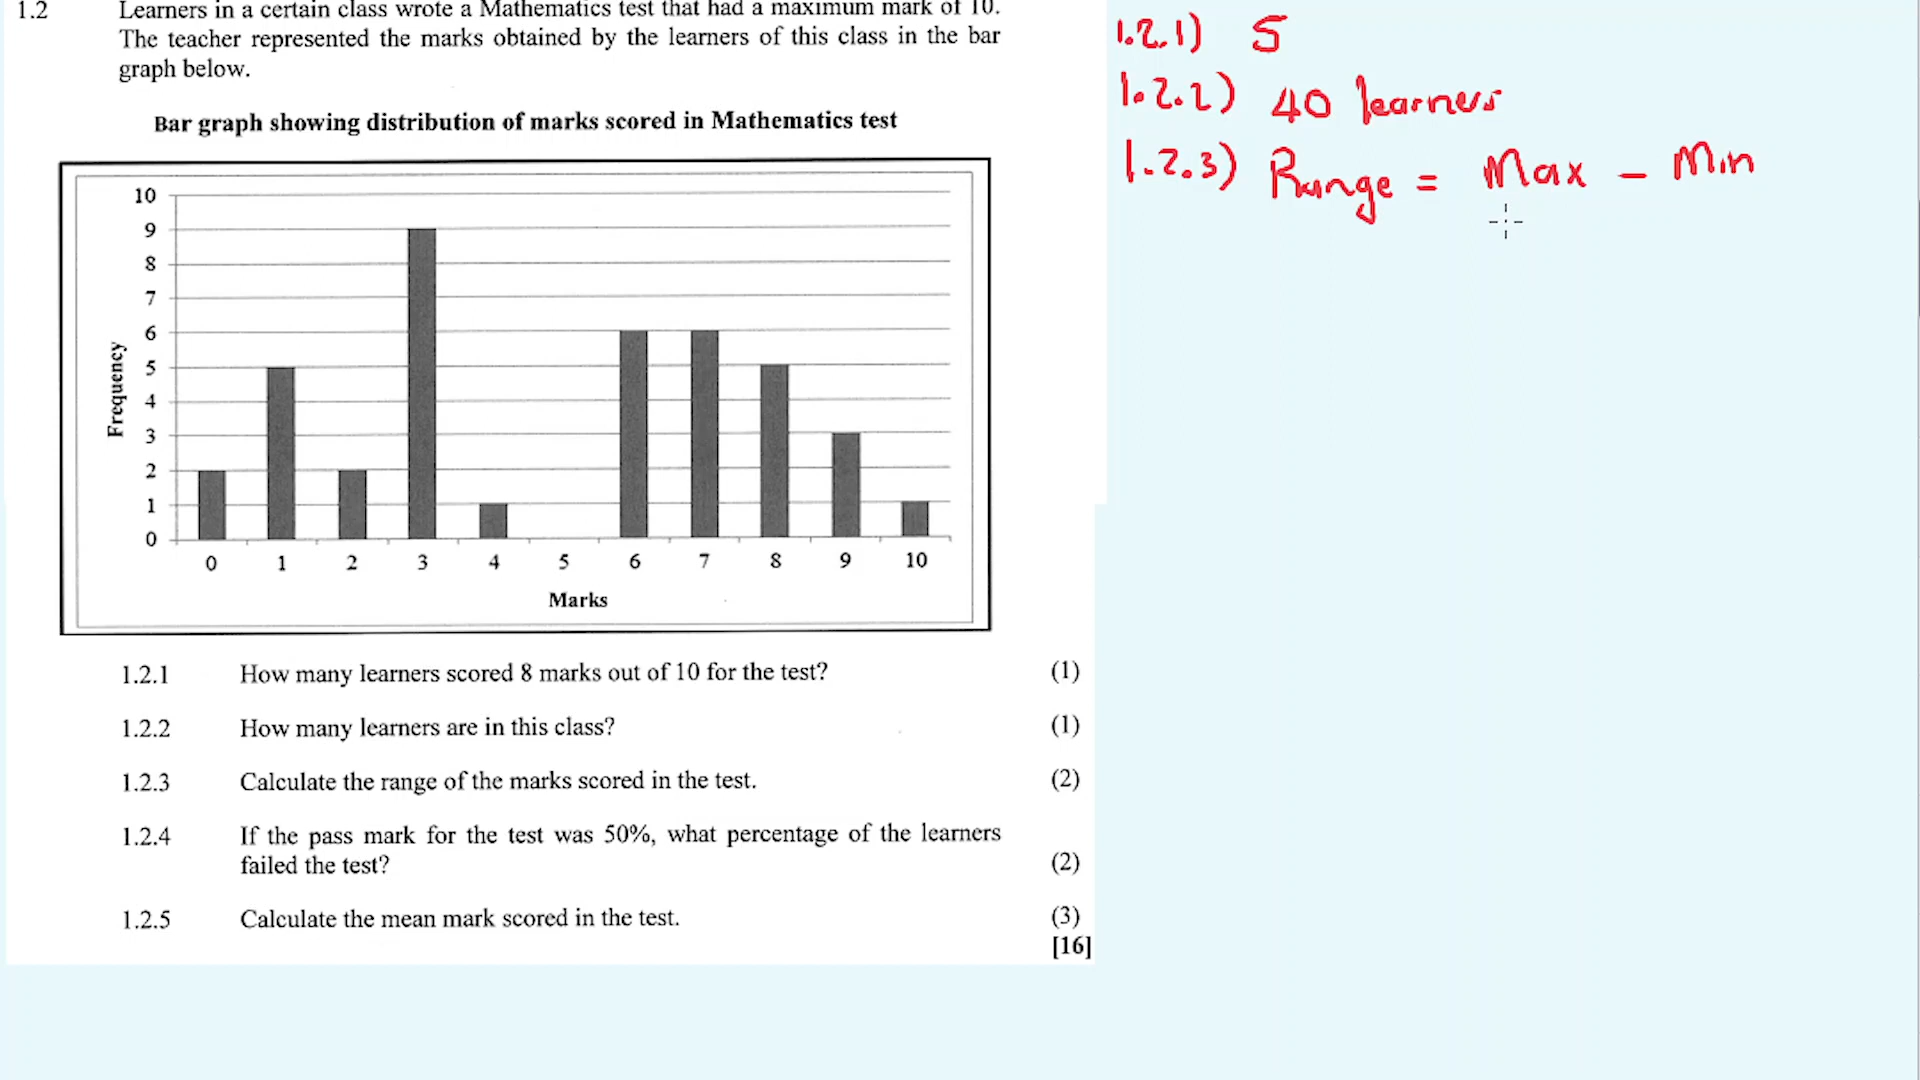 1.2 Learners in a certain class wrote a Mathematics test that had a maximum mark of 10.
The teacher represented the marks obtained by the learners of this class in the bar
graph below.
Bar graph showing distribution of marks scored in Mathematics test
10
9
8
7
6
5
4
3
2
1
0
Frequency
0 1 2 3 4 5 6 7 8 9 10
Marks
1.2.1 How many learners scored 8 marks out of 10 for the test? (1)
1.2.2 How many learners are in this class? (1)
1.2.3 Calculate the range of the marks scored in the test. (2)
1.2.4 If the pass mark for the test was 50%, what percentage of the learners
failed the test? (2)
1.2.5 Calculate the mean mark scored in the test. (3)
[16]
1.2.1) 5
1.2.2) 40 learners
1.2.3) Range = Max - Min